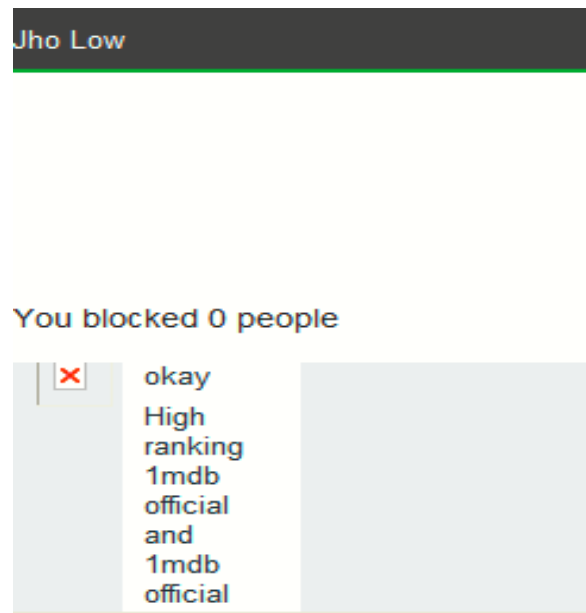 Jho Low
You blocked 0 people
okay
High
ranking
1mdb
official
and
1mdb
official